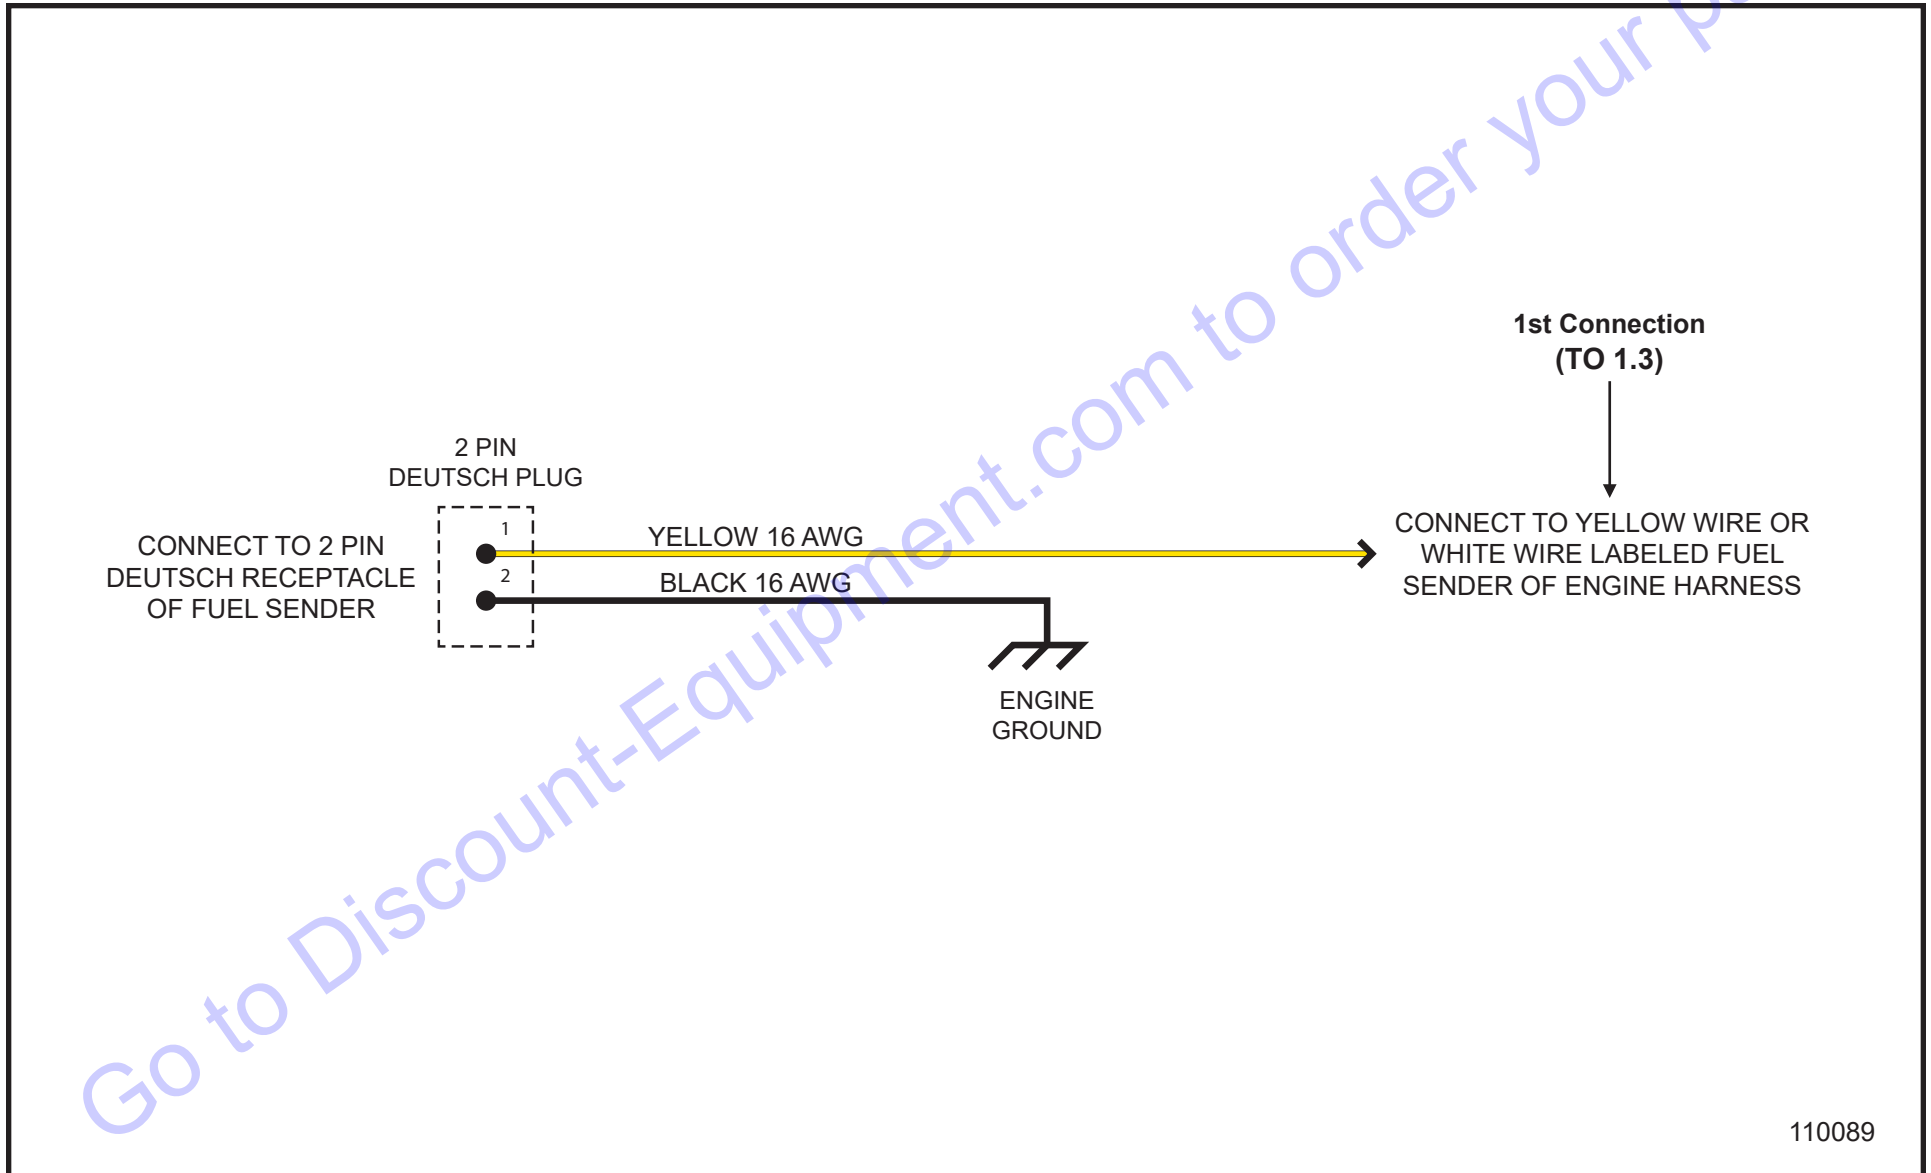 1st Connection
(TO 1.3)
2 PIN
DEUTSCH PLUG
CONNECT TO 2 PIN
DEUTSCH RECEPTACLE
OF FUEL SENDER
1
2
YELLOW 16 AWG
BLACK 16 AWG
CONNECT TO YELLOW WIRE OR
WHITE WIRE LABELED FUEL
SENDER OF ENGINE HARNESS
ENGINE
GROUND
Go to Discount-Equipment.com to order your
110089